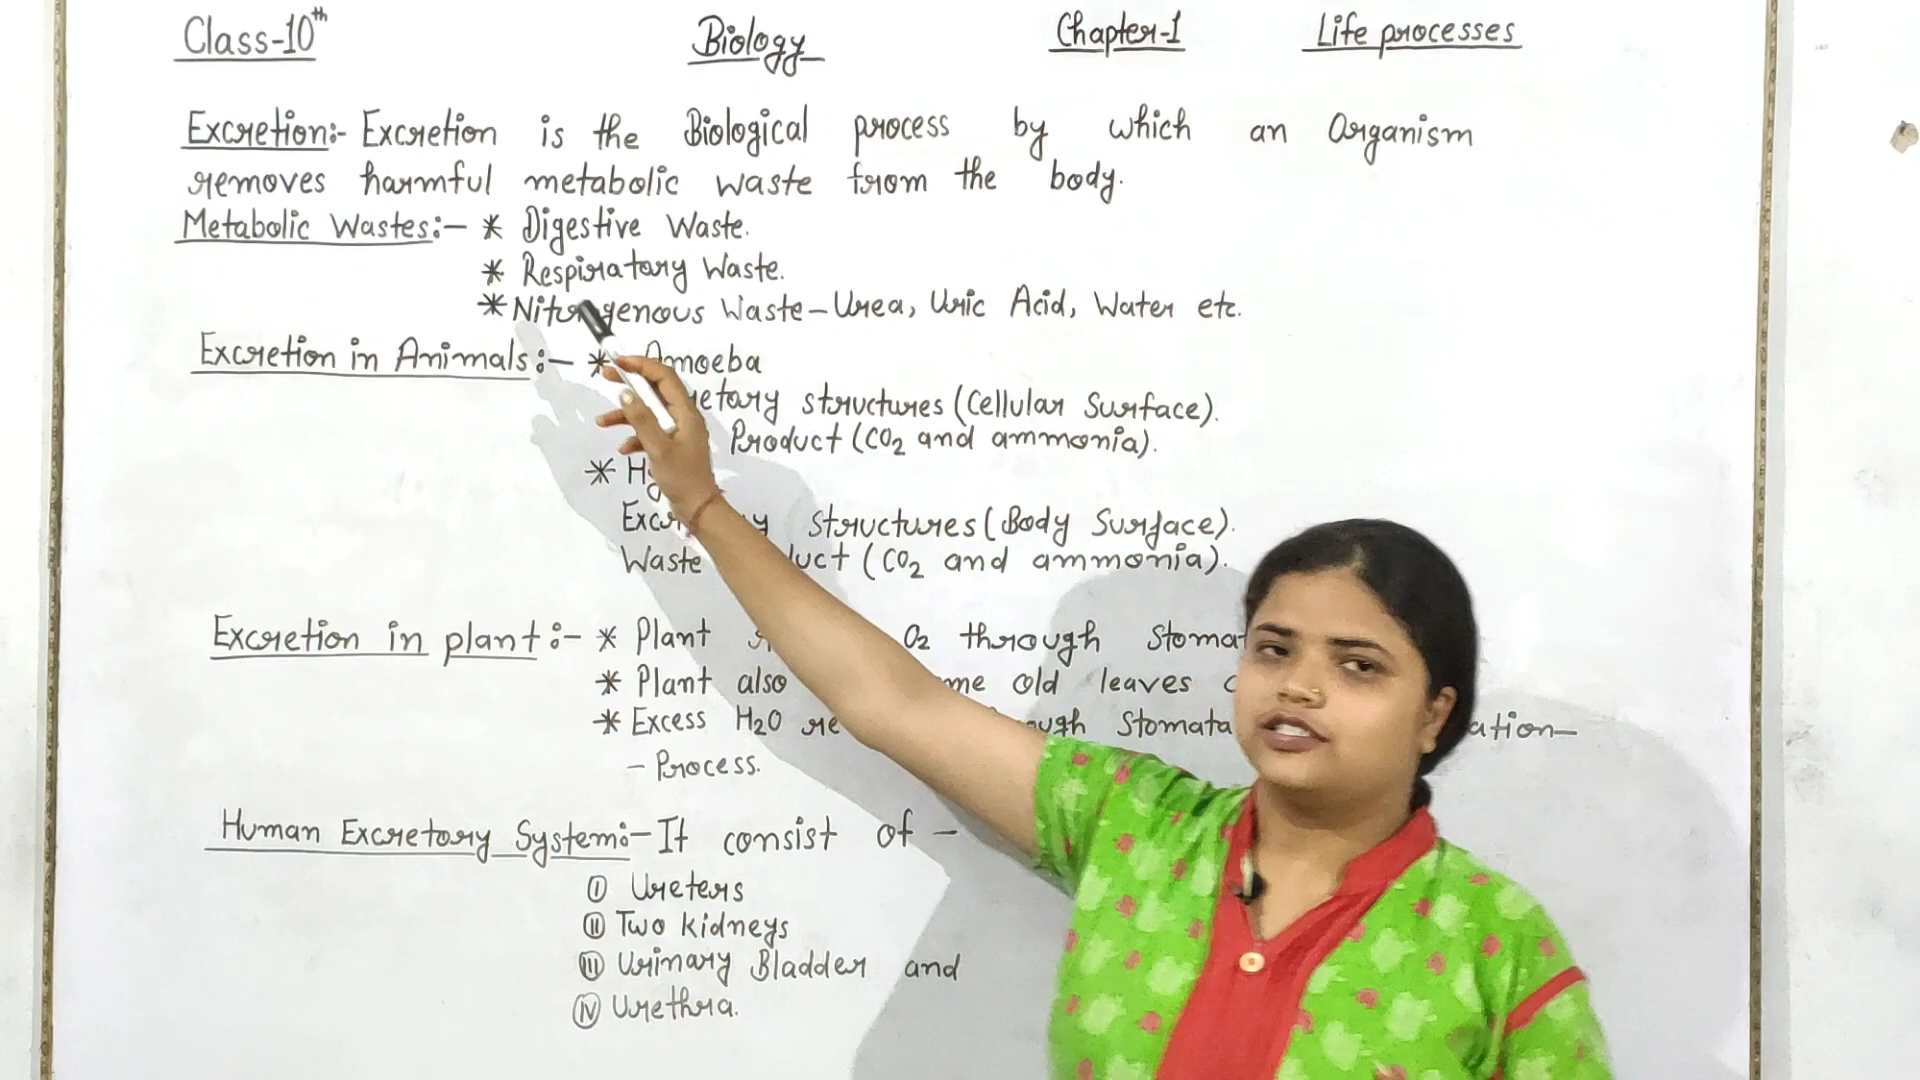 Class-10th Biology Chapter-1 Life processes
Excretion:- Excretion is the Biological process by which an Organism
removes harmful metabolic waste from the body.
Metabolic Wastes:- * Digestive Waste.
* Respiratory Waste.
* Nitrogenous Waste-Urea, Uric Acid, Water etc.
Excretion in Animals:- * Amoeba
structures (Cellular Surface).
Product (CO2 and ammonia).
*
structures (Body Surface).
Waste (CO2 and ammonia).
Excretion in plant:- * Plant O2 through
* Plant also old leaves
* Excess H2O Stomata
- Process.
Human Excretory System:- It consist of -
(I) Ureters
(II) Two kidneys
(III) Urinary Bladder and
(IV) Urethra.